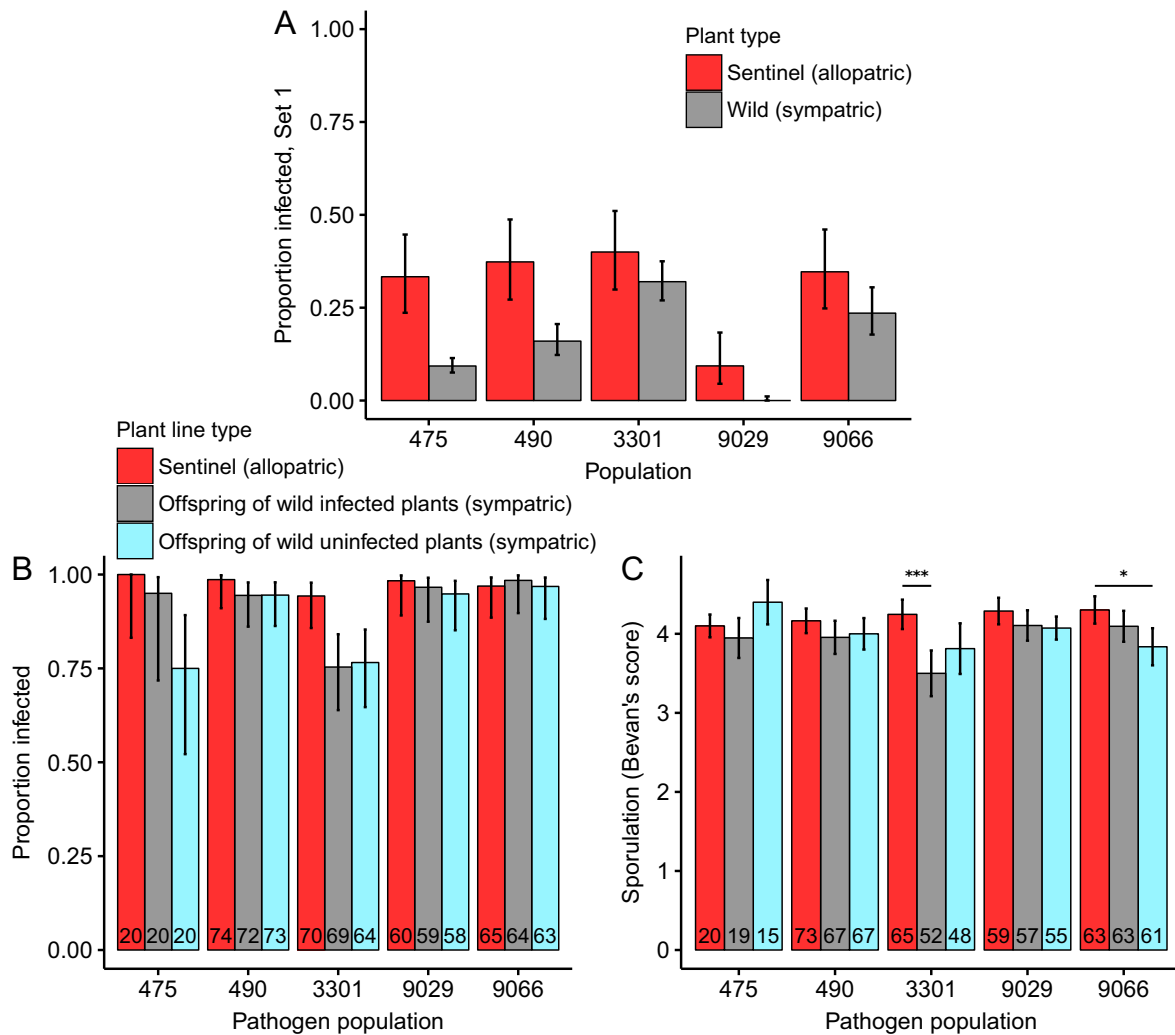 A
Proportion infected, Set 1
1.00
0.75
0.50
0.25
0.00
Plant type
Sentinel (allopatric)
Wild (sympatric)
475 490 3301 9029 9066
Population
Plant line type
Sentinel (allopatric)
Offspring of wild infected plants (sympatric)
Offspring of wild uninfected plants (sympatric)
B
Proportion infected
1.00
0.75
0.50
0.25
0.00
20 20 20 74 72 73 70 69 64 60 59 58 65 64 63
475 490 3301 9029 9066
Pathogen population
C
Sporulation (Bevan's score)
4
3
2
1
0
*** *
20 19 15 73 67 67 65 52 48 59 57 55 63 63 61
475 490 3301 9029 9066
Pathogen population